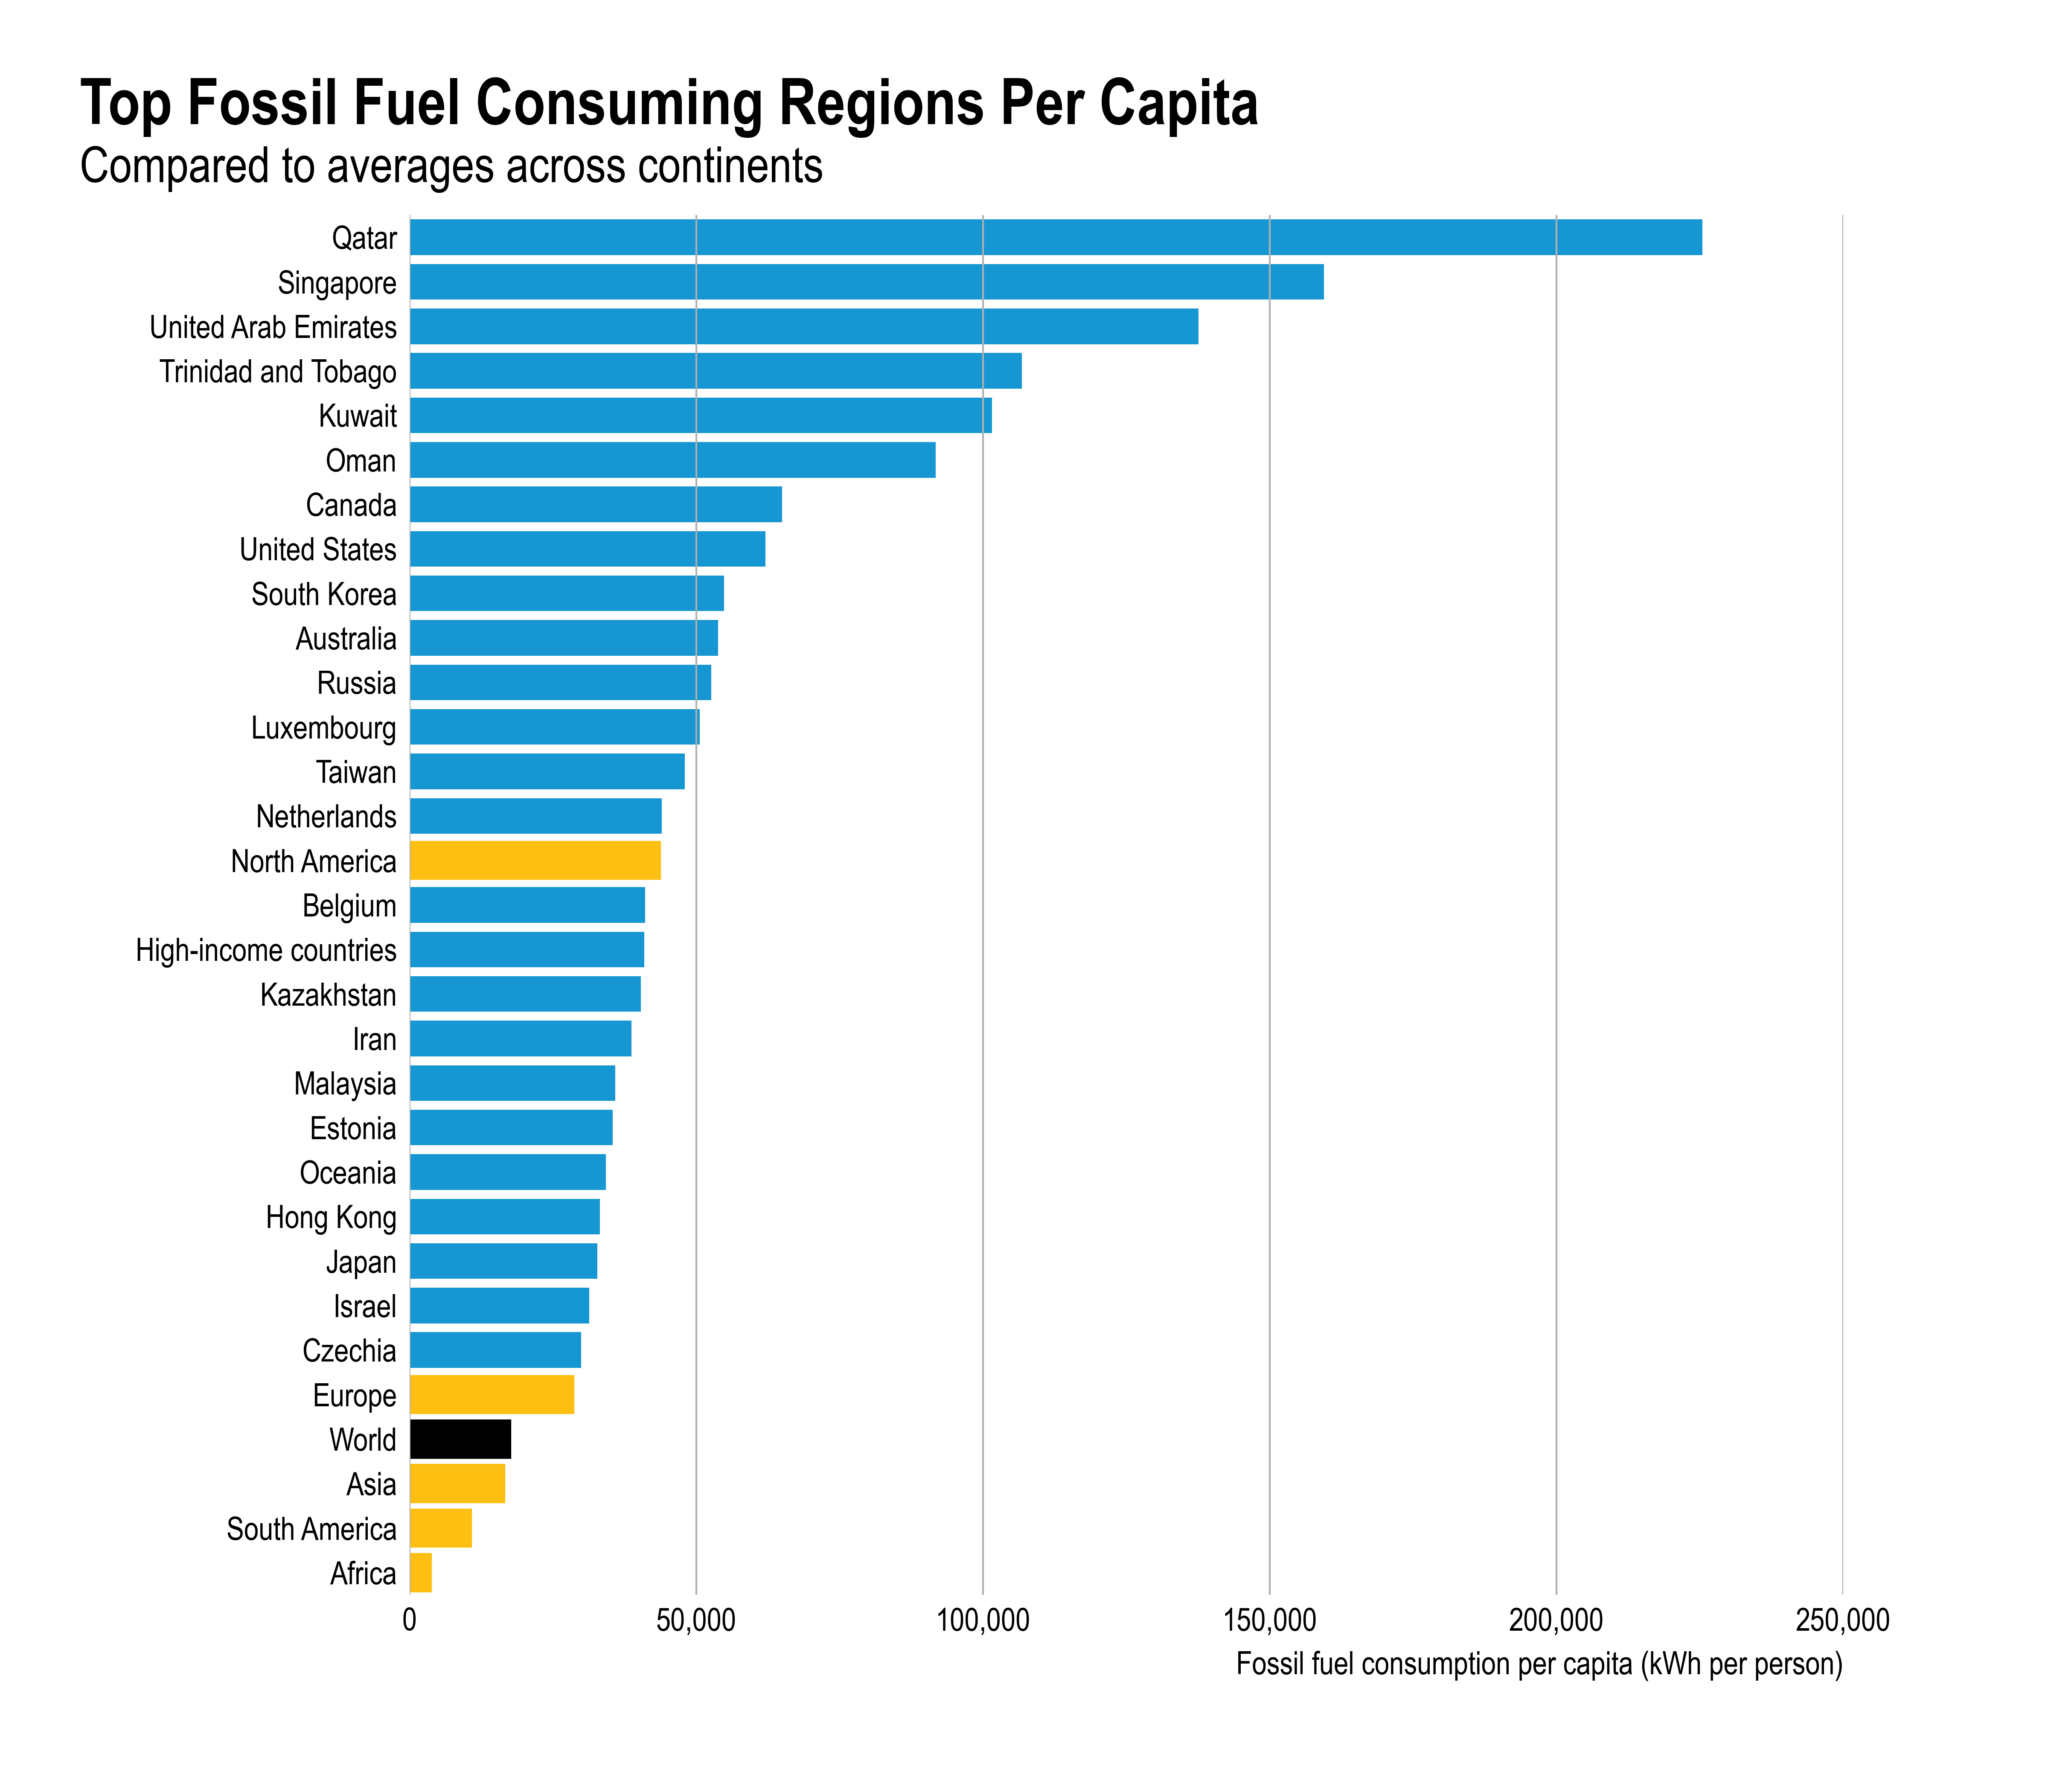 Top Fossil Fuel Consuming Regions Per Capita
Compared to averages across continents
Qatar
Singapore
United Arab Emirates
Trinidad and Tobago
Kuwait
Oman
Canada
United States
South Korea
Australia
Russia
Luxembourg
Taiwan
Netherlands
North America
Belgium
High-income countries
Kazakhstan
Iran
Malaysia
Estonia
Oceania
Hong Kong
Japan
Israel
Czechia
Europe
World
Asia
South America
Africa
0 50,000 100,000 150,000 200,000 250,000
Fossil fuel consumption per capita (kWh per person)